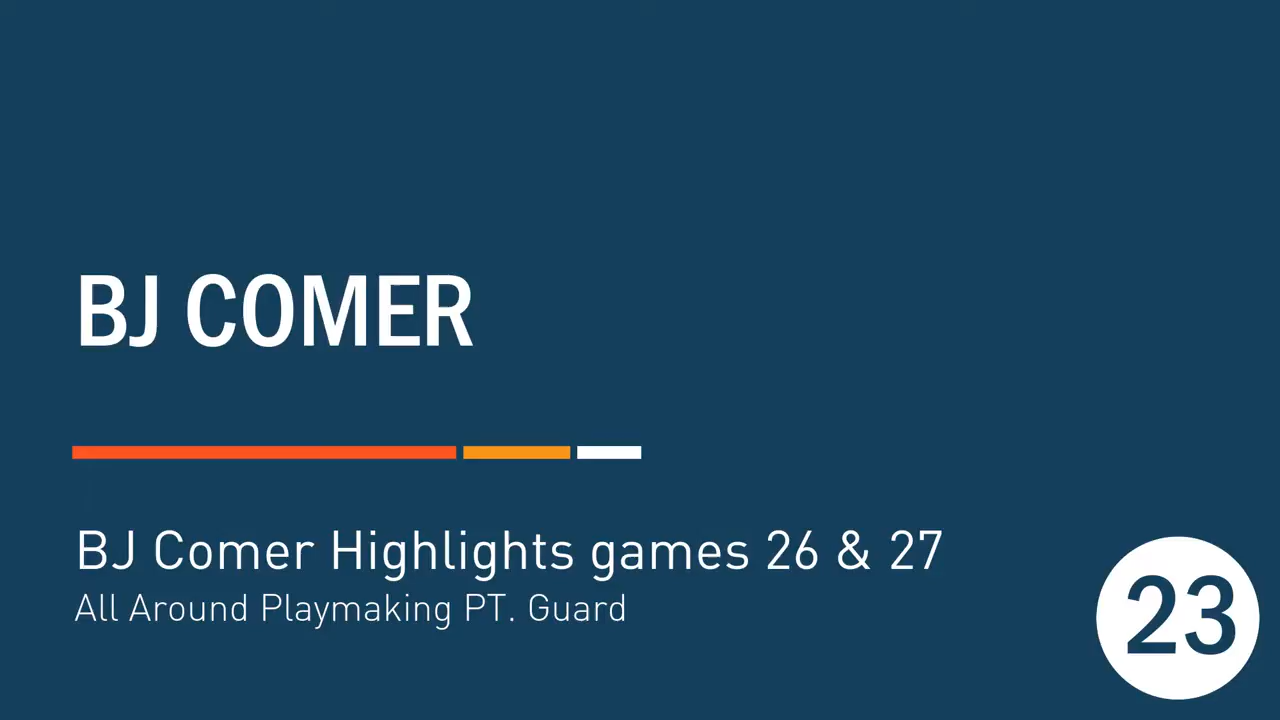 BJ COMER
BJ Comer Highlights games 26 & 27
All Around Playmaking PT. Guard
23